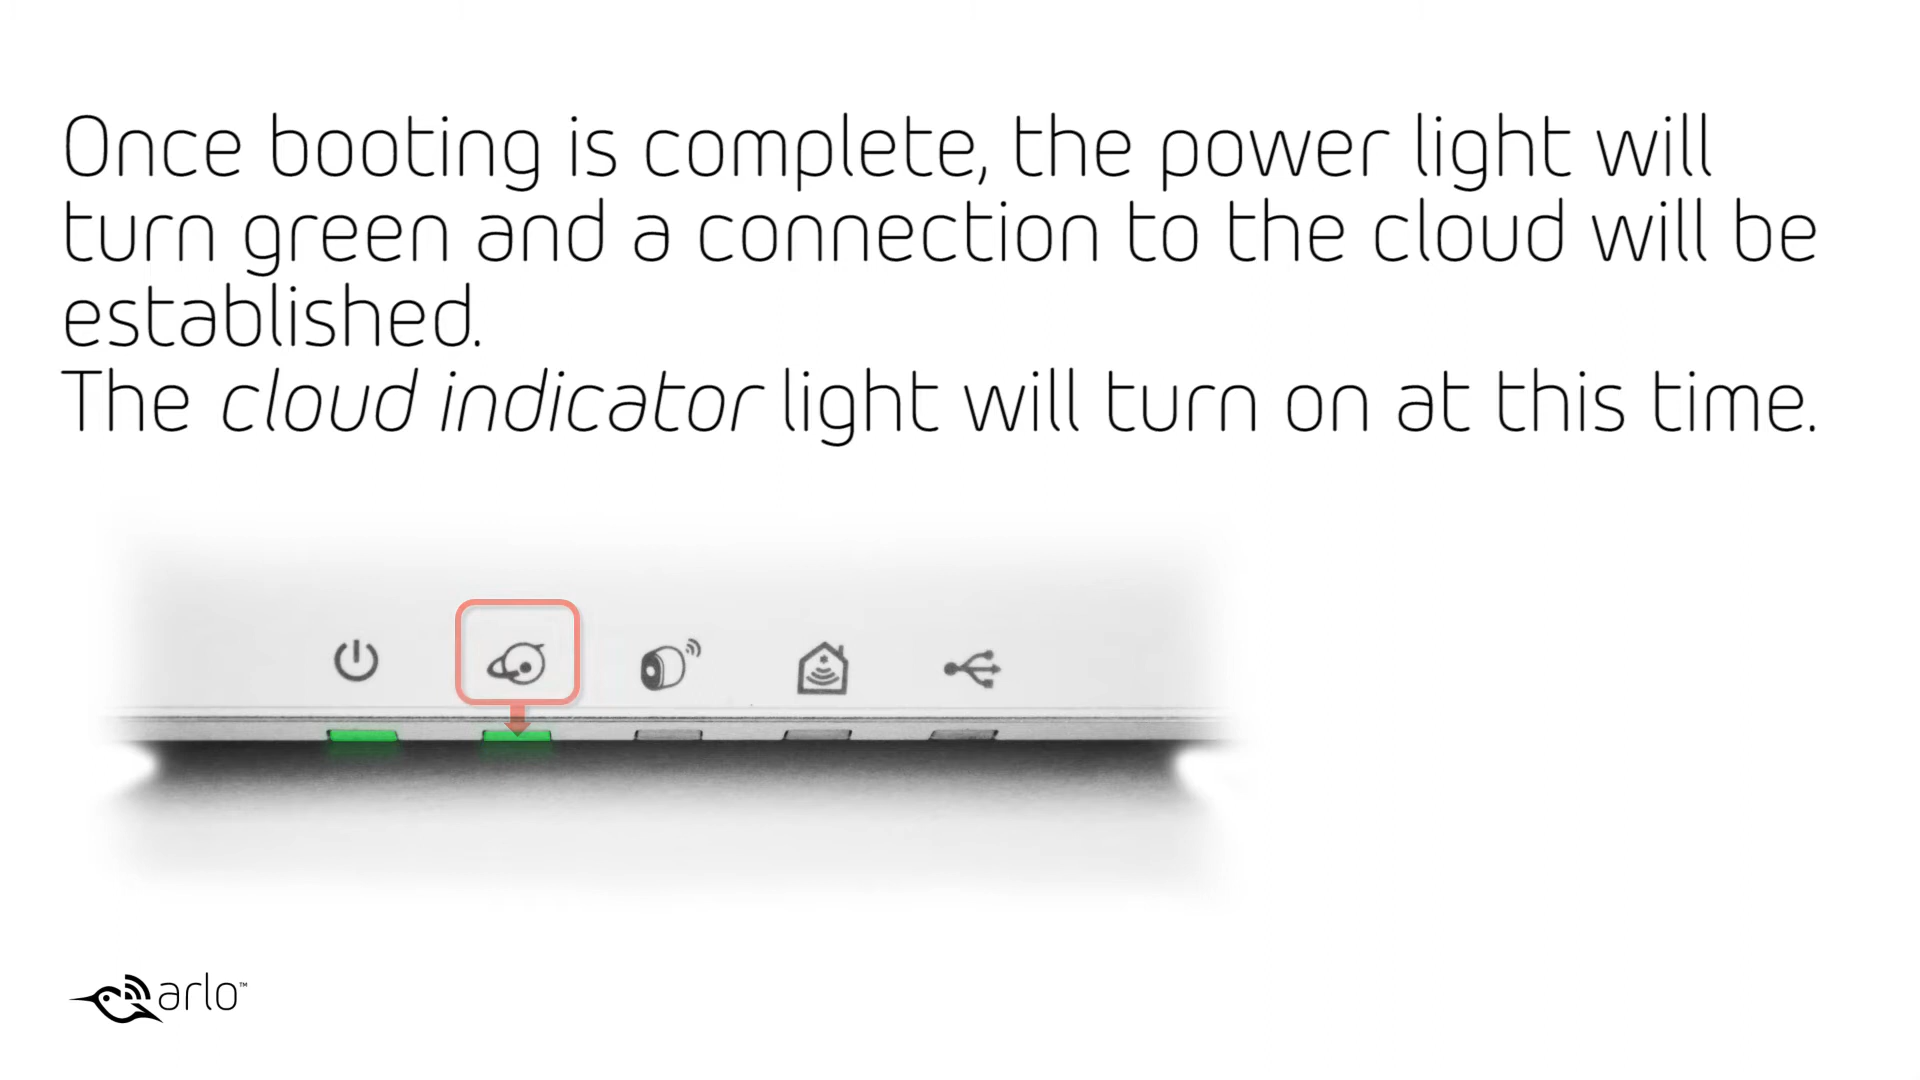 Once booting is complete, the power light will
turn green and a connection to the cloud will be
established.
The cloud indicator light will turn on at this time.
arlo™